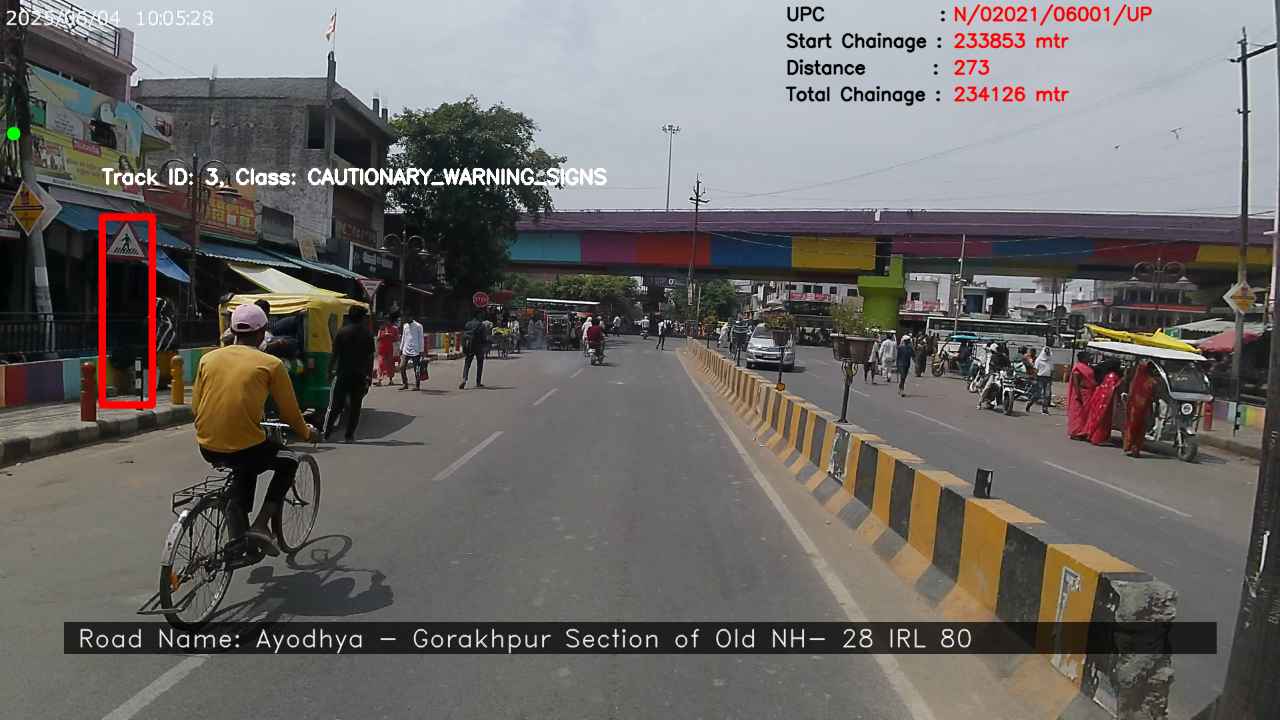 2025/06/04 10:05:28
UPC : N/02021/06001/UP
Start Chainage : 233853 mtr
Distance : 273
Total Chainage : 234126 mtr
Track ID: 3, Class: CAUTIONARY_WARNING_SIGNS
STOP
Road Name: Ayodhya - Gorakhpur Section of Old NH- 28 IRL 80